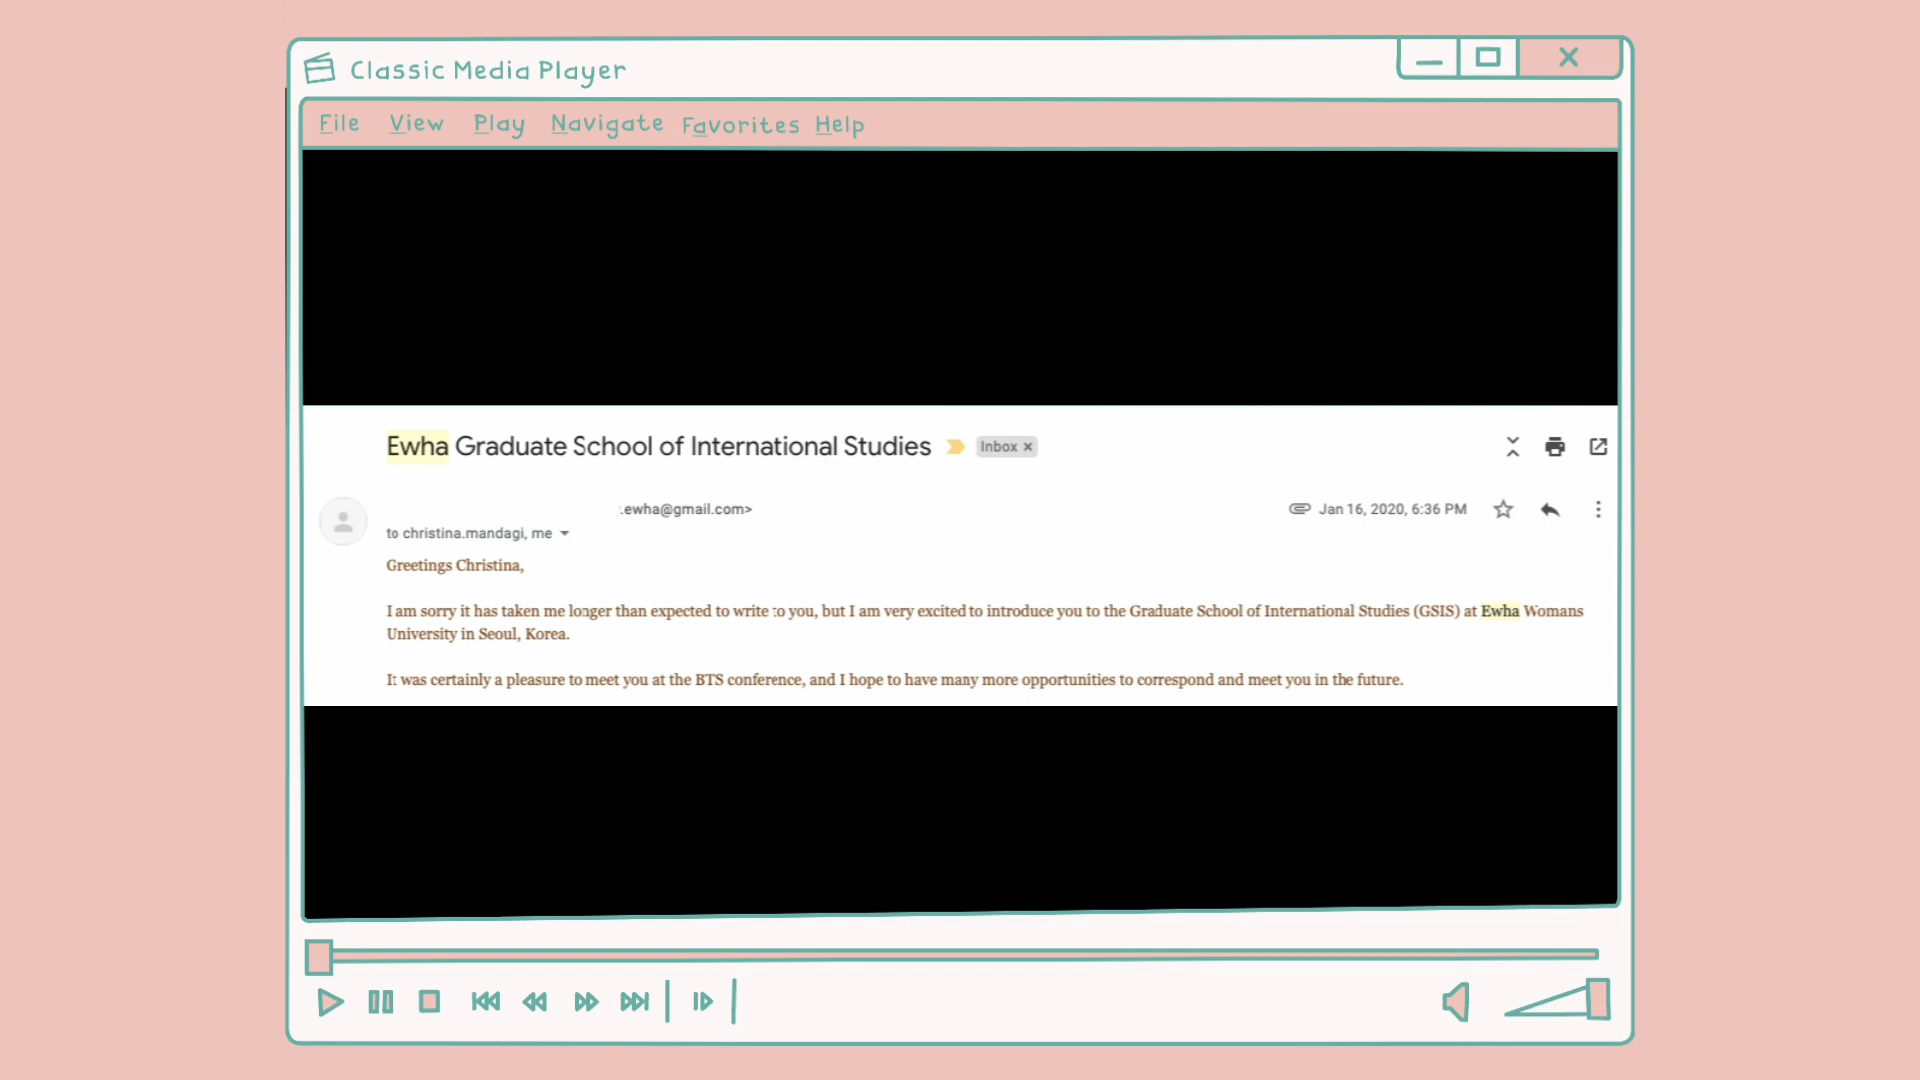 Classic Media Player
File View Play Navigate Favorites Help
Ewha Graduate School of International Studies Inbox x
.ewha@gmail.com> Jan 16, 2020, 6:36 PM
to christina.mandagi, me
Greetings Christina,
I am sorry it has taken me longer than expected to write to you, but I am very excited to introduce you to the Graduate School of International Studies (GSIS) at Ewha Womans
University in Seoul, Korea.
It was certainly a pleasure to meet you at the BTS conference, and I hope to have many more opportunities to correspond and meet you in the future.